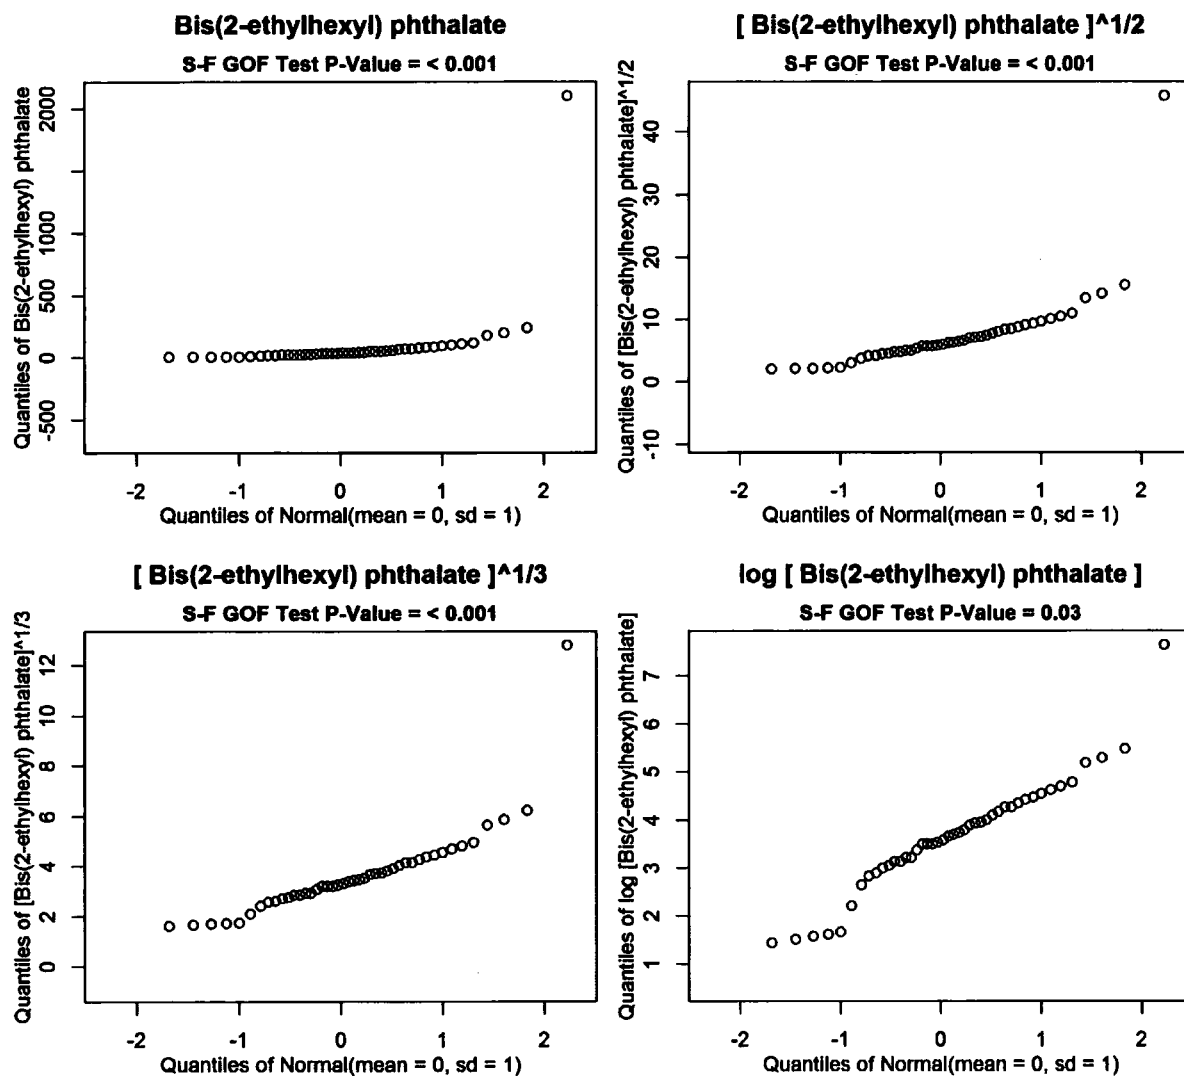 Bis(2-ethylhexyl) phthalate
S-F GOF Test P-Value = < 0.001
Quantiles of Bis(2-ethylhexyl) phthalate
2000
1000
500
0
-500
-2 -1 0 1 2
Quantiles of Normal(mean = 0, sd = 1)
[ Bis(2-ethylhexyl) phthalate ]^1/2
S-F GOF Test P-Value = < 0.001
Quantiles of [Bis(2-ethylhexyl) phthalate]^1/2
40
30
20
10
0
-10
-2 -1 0 1 2
Quantiles of Normal(mean = 0, sd = 1)
[ Bis(2-ethylhexyl) phthalate ]^1/3
S-F GOF Test P-Value = < 0.001
Quantiles of [Bis(2-ethylhexyl) phthalate]^1/3
12
10
8
6
4
2
0
-2 -1 0 1 2
Quantiles of Normal(mean = 0, sd = 1)
log [ Bis(2-ethylhexyl) phthalate ]
S-F GOF Test P-Value = 0.03
Quantiles of log [Bis(2-ethylhexyl) phthalate]
7
6
5
4
3
2
1
-2 -1 0 1 2
Quantiles of Normal(mean = 0, sd = 1)